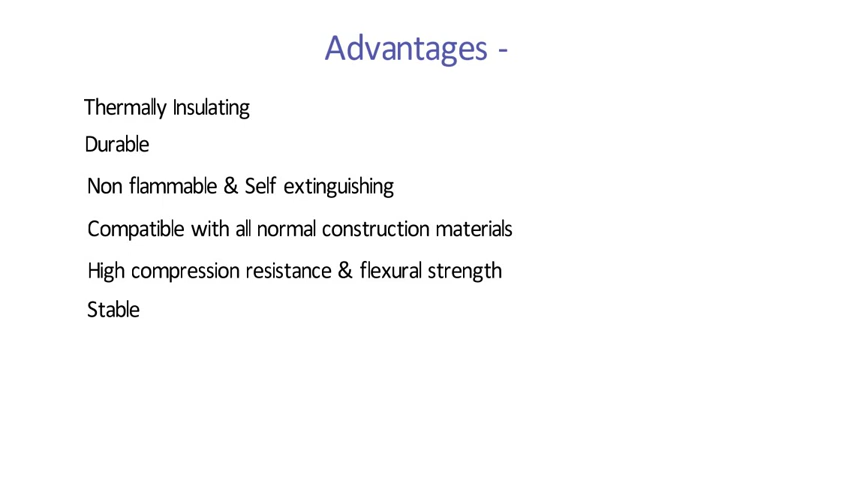 Advantages -
Thermally Insulating
Durable
Non flammable & Self extinguishing
Compatible with all normal construction materials
High compression resistance & flexural strength
Stable